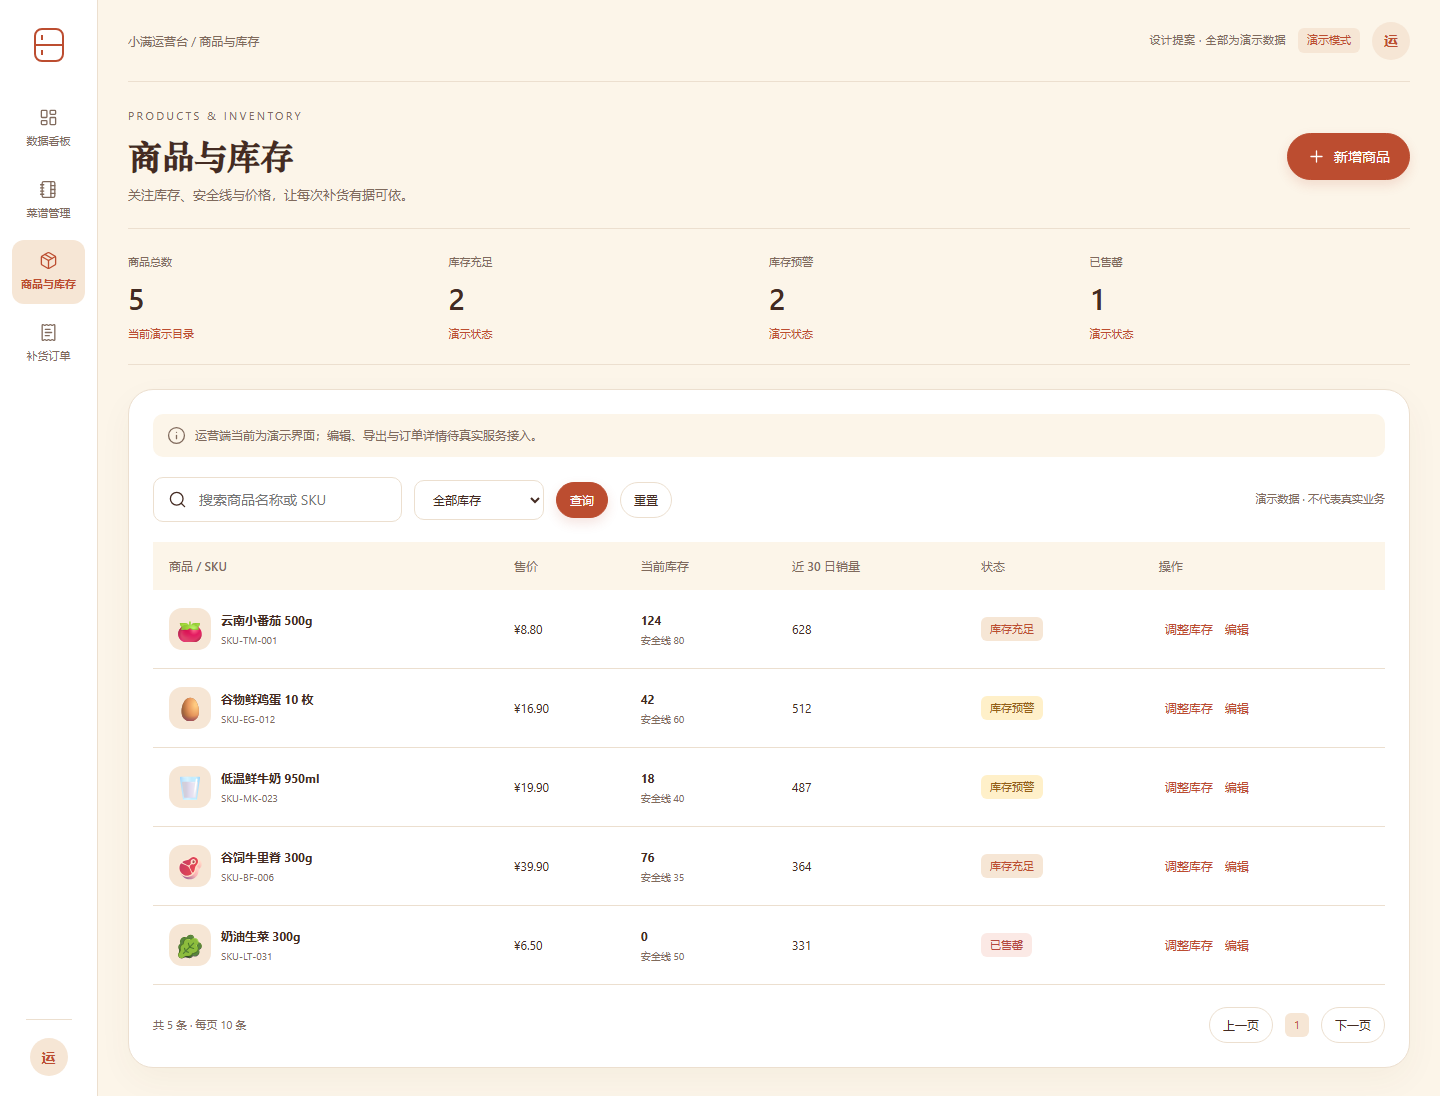 小满运营台 / 商品与库存
设计提案 · 全部为演示数据
演示模式
运
数据看板
菜谱管理
商品与库存
补货订单
运
PRODUCTS & INVENTORY
商品与库存
关注库存、安全线与价格，让每次补货有据可依。
新增商品
商品总数
5
当前演示目录
库存充足
2
演示状态
库存预警
2
演示状态
已售罄
1
演示状态
运营端当前为演示界面；编辑、导出与订单详情待真实服务接入。
搜索商品名称或 SKU
全部库存
查询
重置
演示数据 · 不代表真实业务
商品 / SKU 售价 当前库存 近 30 日销量 状态 操作
云南小番茄 500g
SKU-TM-001
¥8.80
124
安全线 80
628
库存充足
调整库存 编辑
谷物鲜鸡蛋 10 枚
SKU-EG-012
¥16.90
42
安全线 60
512
库存预警
调整库存 编辑
低温鲜牛奶 950ml
SKU-MK-023
¥19.90
18
安全线 40
487
库存预警
调整库存 编辑
谷饲牛里脊 300g
SKU-BF-006
¥39.90
76
安全线 35
364
库存充足
调整库存 编辑
奶油生菜 300g
SKU-LT-031
¥6.50
0
安全线 50
331
已售罄
调整库存 编辑
共 5 条 · 每页 10 条
上一页
1
下一页